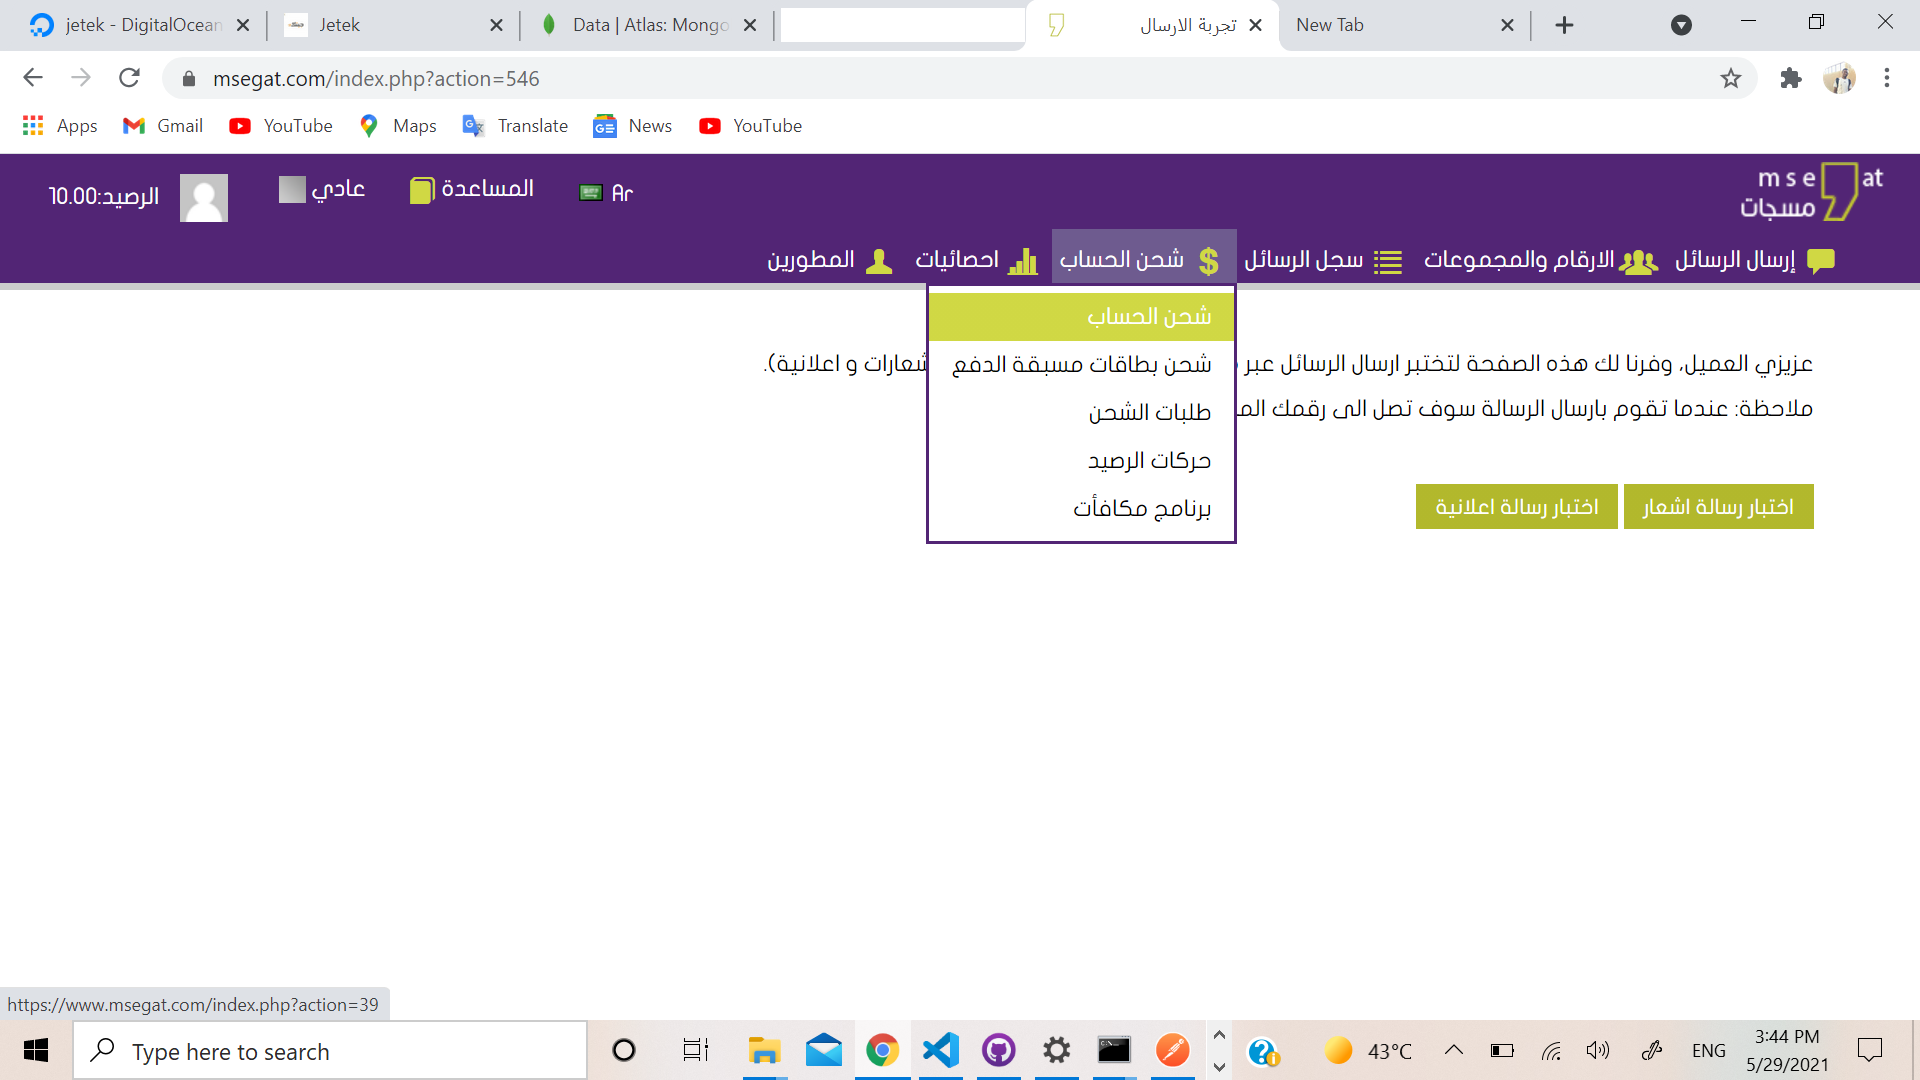 jetek - DigitalOcean
Jetek
Data | Atlas: Mongo
تجربة الارسال
New Tab
msegat.com/index.php?action=546
Apps
Gmail
YouTube
Maps
Translate
News
YouTube
mse at
مسجات
Ar
المساعدة
عادي
الرصيد:10.00
إرسال الرسائل
الارقام والمجموعات
سجل الرسائل
شحن الحساب
احصائيات
المطورين
شحن الحساب
شحن بطاقات مسبقة الدفع
طلبات الشحن
حركات الرصيد
برنامج مكافأت
عزيزي العميل، وفرنا لك هذه الصفحة لتختبر ارسال الرسائل عبر و اعلانية).
ملاحظة: عندما تقوم بارسال الرسالة سوف تصل الى رقمك
اختبار رسالة اشعار
اختبار رسالة اعلانية
https://www.msegat.com/index.php?action=39
Type here to search
43°C
ENG
3:44 PM
5/29/2021